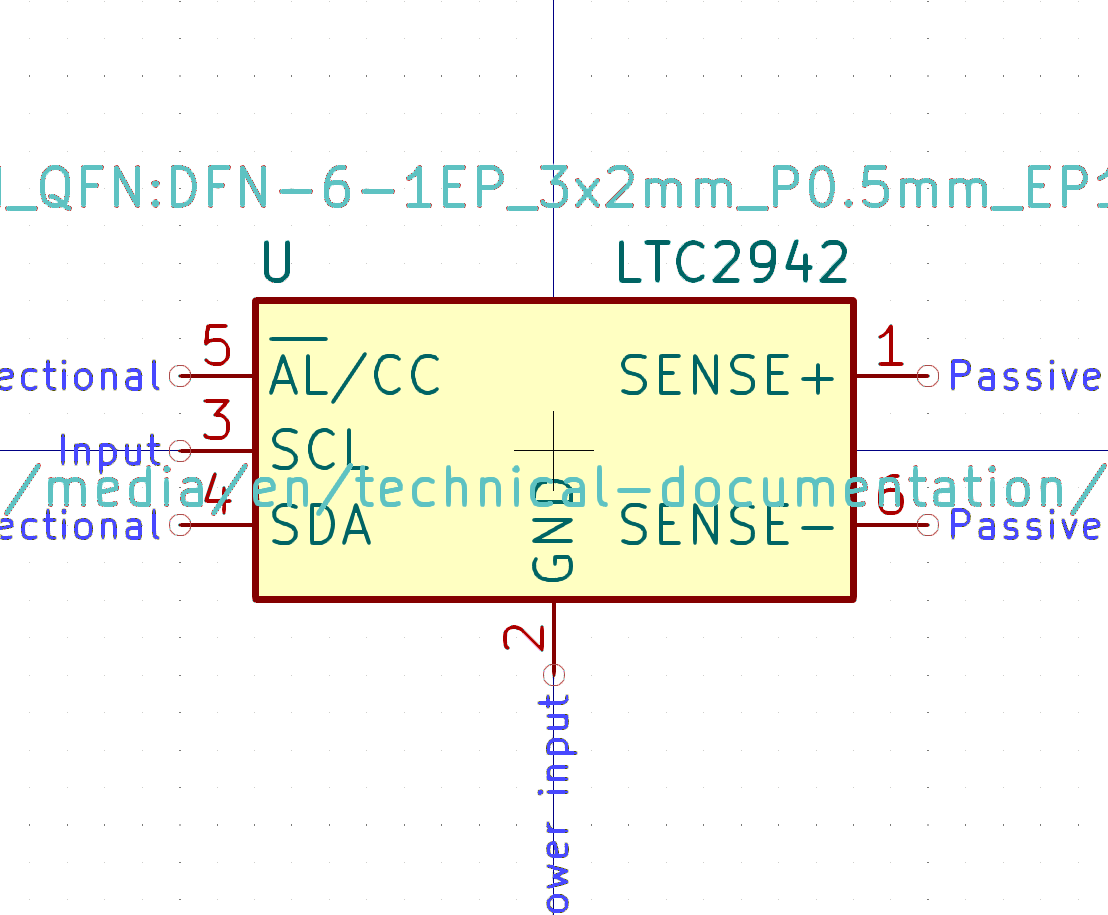 _QFN:DFN-6-1EP_3x2mm_P0.5mm_EP1
U LTC2942
5 AL/CC SENSE+ 1
ectional Passive
3 SCL
Input
/media/en/technical-documentation/
4 SDA SENSE- 6
ectional Passive
GND
2
ower input